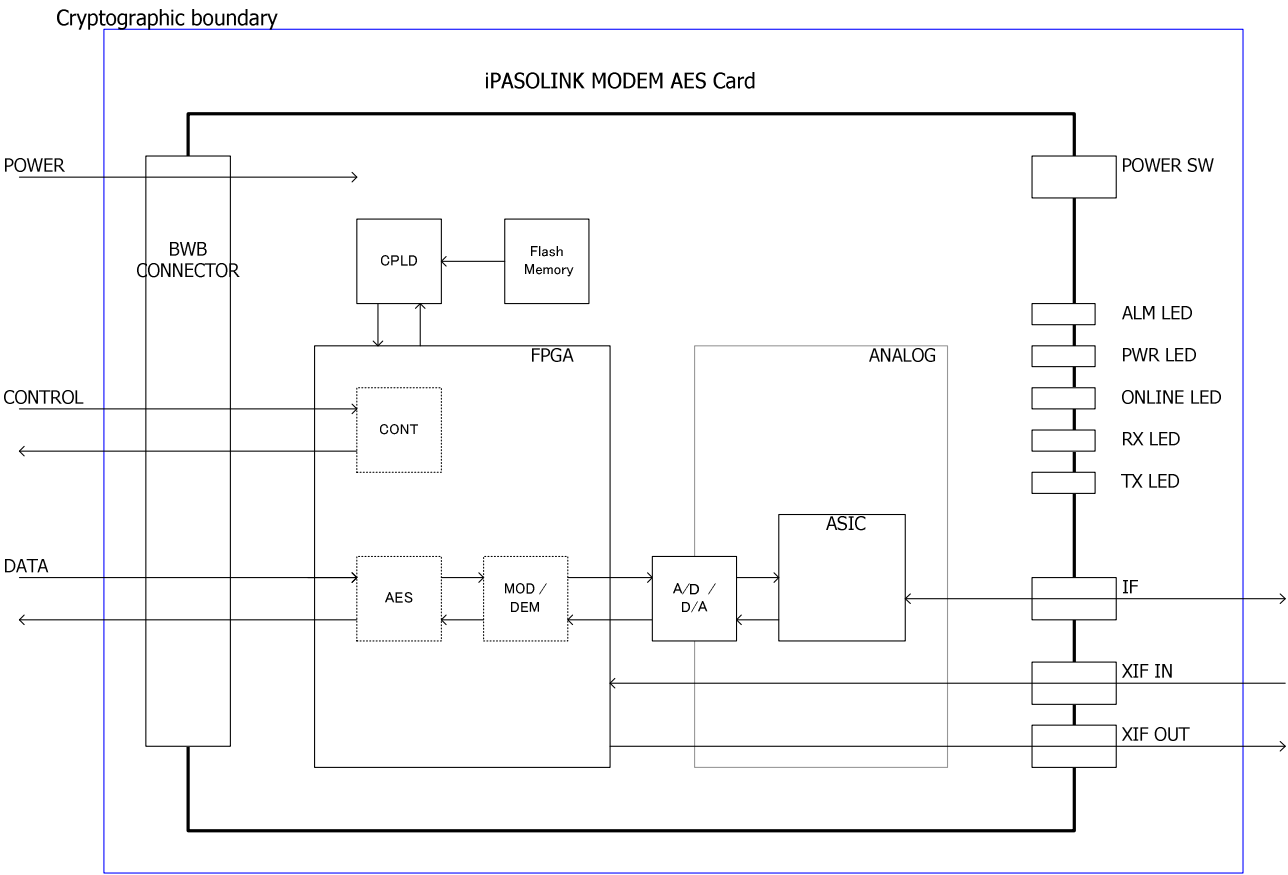 Cryptographic boundary
iPASOLINK MODEM AES Card
POWER
POWER SW
BWB
CONNECTOR
CPLD
Flash
Memory
ALM LED
FPGA
ANALOG
PWR LED
CONTROL
ONLINE LED
CONT
RX LED
TX LED
ASIC
DATA
AES
MOD /
DEM
A/D /
D/A
IF
XIF IN
XIF OUT